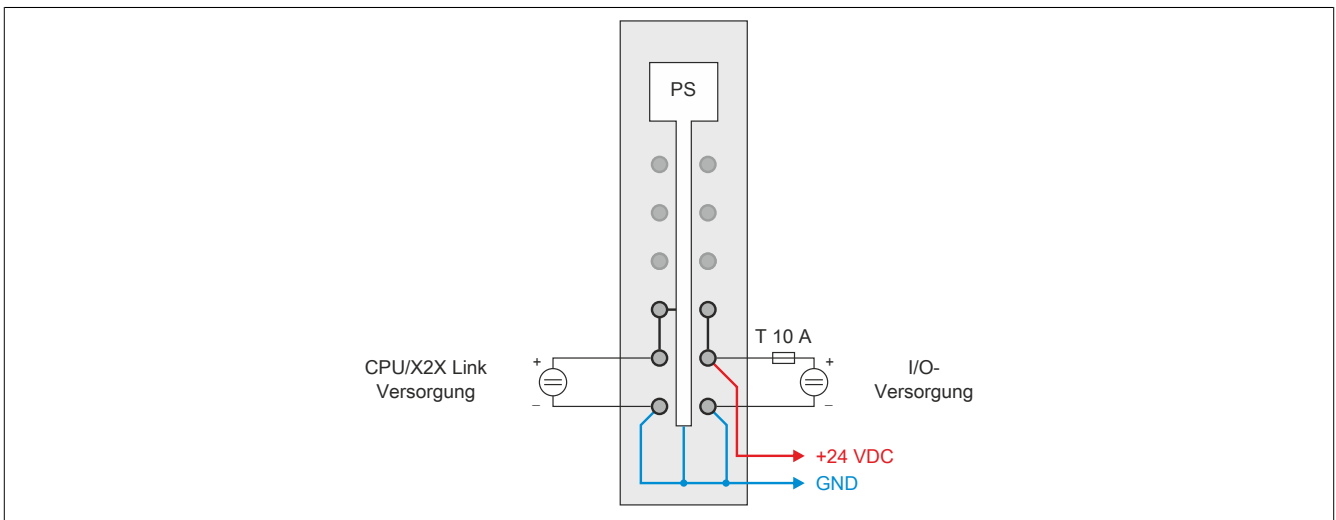 PS
T 10 A
CPU/X2X Link
Versorgung
+
−
+
−
I/O-
Versorgung
+24 VDC
GND